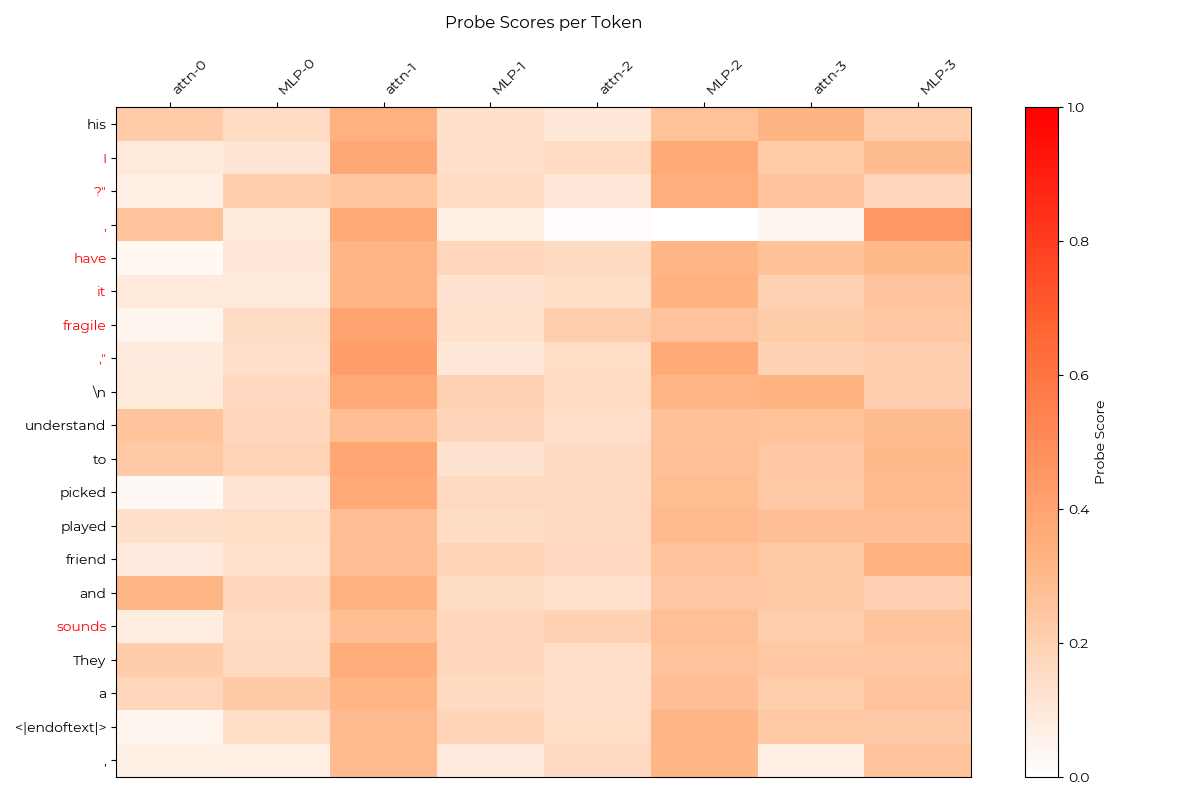 Probe Scores per Token
attn-0 MLP-0 attn-1 MLP-1 attn-2 MLP-2 attn-3 MLP-3
his
I
?"
,
have
it
fragile
,"
\n
understand
to
picked
played
friend
and
sounds
They
a
<|endoftext|>
,
1.0
0.8
0.6
0.4
0.2
0.0
Probe Score